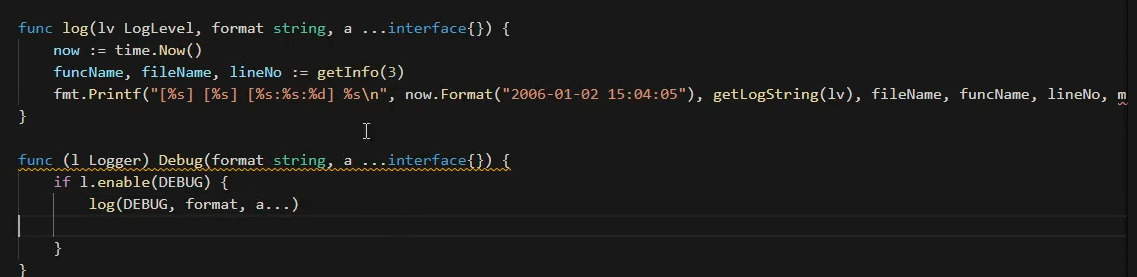 func log(lv LogLevel, format string, a ...interface{}) {
    now := time.Now()
    funcName, fileName, lineNo := getInfo(3)
    fmt.Printf("[%s] [%s] [%s:%s:%d] %s\n", now.Format("2006-01-02 15:04:05"), getLogString(lv), fileName, funcName, lineNo, m
}
func (l Logger) Debug(format string, a ...interface{}) {
    if l.enable(DEBUG) {
        log(DEBUG, format, a...)
    }
}